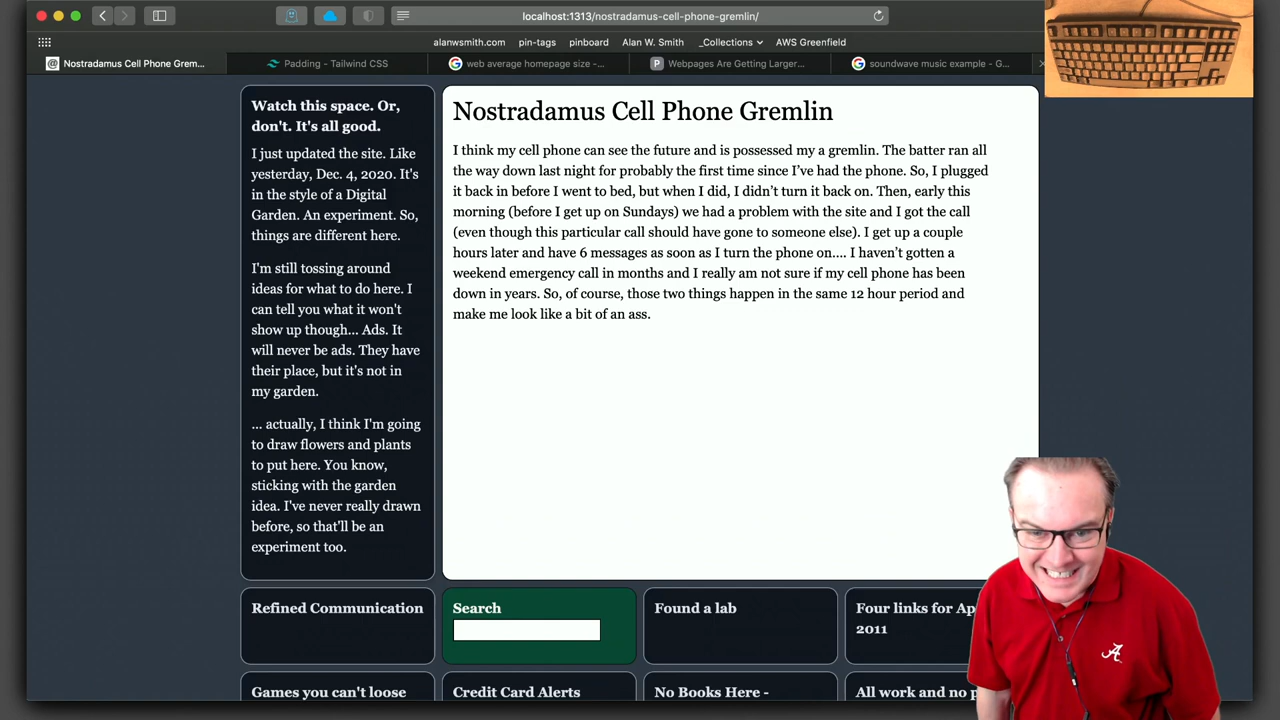 localhost:1313/nostradamus-cell-phone-gremlin/
alanwsmith.com pin-tags pinboard Alan W. Smith _Collections AWS Greenfield
Nostradamus Cell Phone Grem...
Padding - Tailwind CSS
web average homepage size -...
Webpages Are Getting Larger...
soundwave music example - G...
Watch this space. Or,
don't. It's all good.
I just updated the site. Like
yesterday, Dec. 4, 2020. It's
in the style of a Digital
Garden. An experiment. So,
things are different here.
I'm still tossing around
ideas for what to do here. I
can tell you what it won't
show up though... Ads. It
will never be ads. They have
their place, but it's not in
my garden.
... actually, I think I'm going
to draw flowers and plants
to put here. You know,
sticking with the garden
idea. I've never really drawn
before, so that'll be an
experiment too.
Nostradamus Cell Phone Gremlin
I think my cell phone can see the future and is possessed my a gremlin. The batter ran all
the way down last night for probably the first time since I've had the phone. So, I plugged
it back in before I went to bed, but when I did, I didn't turn it back on. Then, early this
morning (before I get up on Sundays) we had a problem with the site and I got the call
(even though this particular call should have gone to someone else). I get up a couple
hours later and have 6 messages as soon as I turn the phone on.... I haven't gotten a
weekend emergency call in months and I really am not sure if my cell phone has been
down in years. So, of course, those two things happen in the same 12 hour period and
make me look like a bit of an ass.
Refined Communication
Search
Found a lab
Four links for Ap
2011
Games you can't loose
Credit Card Alerts
No Books Here -
All work and no p
A